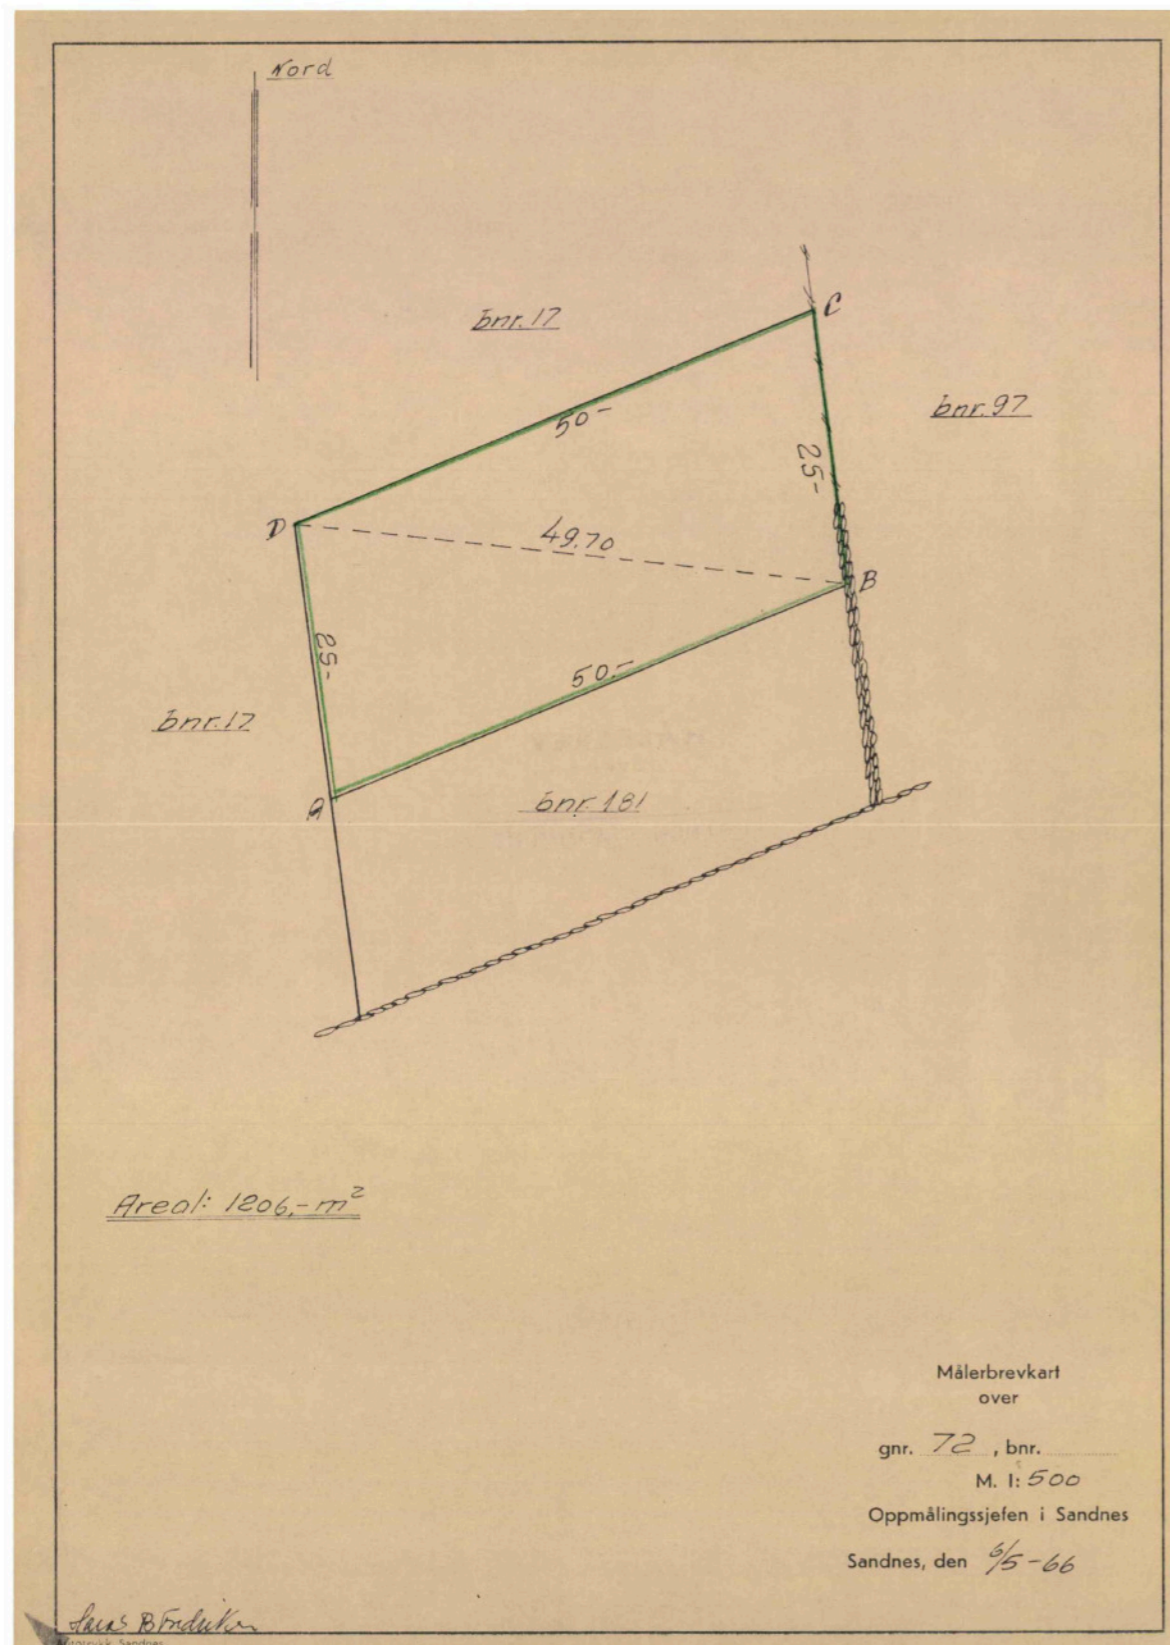 Nord
bnr. 17
C
bnr. 97
50-
25-
D
49.70
B
25-
50.-
bnr. 17
A
bnr. 181
Areal: 1206,- m²
Målerbrevkart
over
gnr. 72 , bnr.
M. 1: 500
Oppmålingssjefen i Sandnes
Sandnes, den 6/5-66